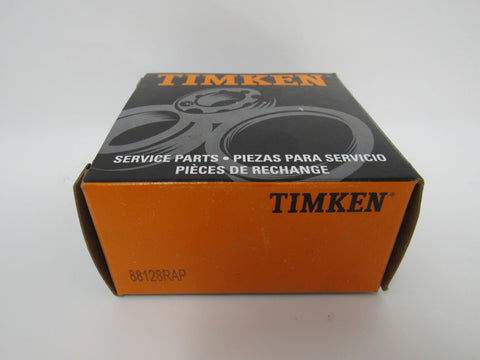 TIMKEN
SERVICE PARTS • PIEZAS PARA SERVICIO
PIÈCES DE RECHANGE
TIMKEN®
88128RAP